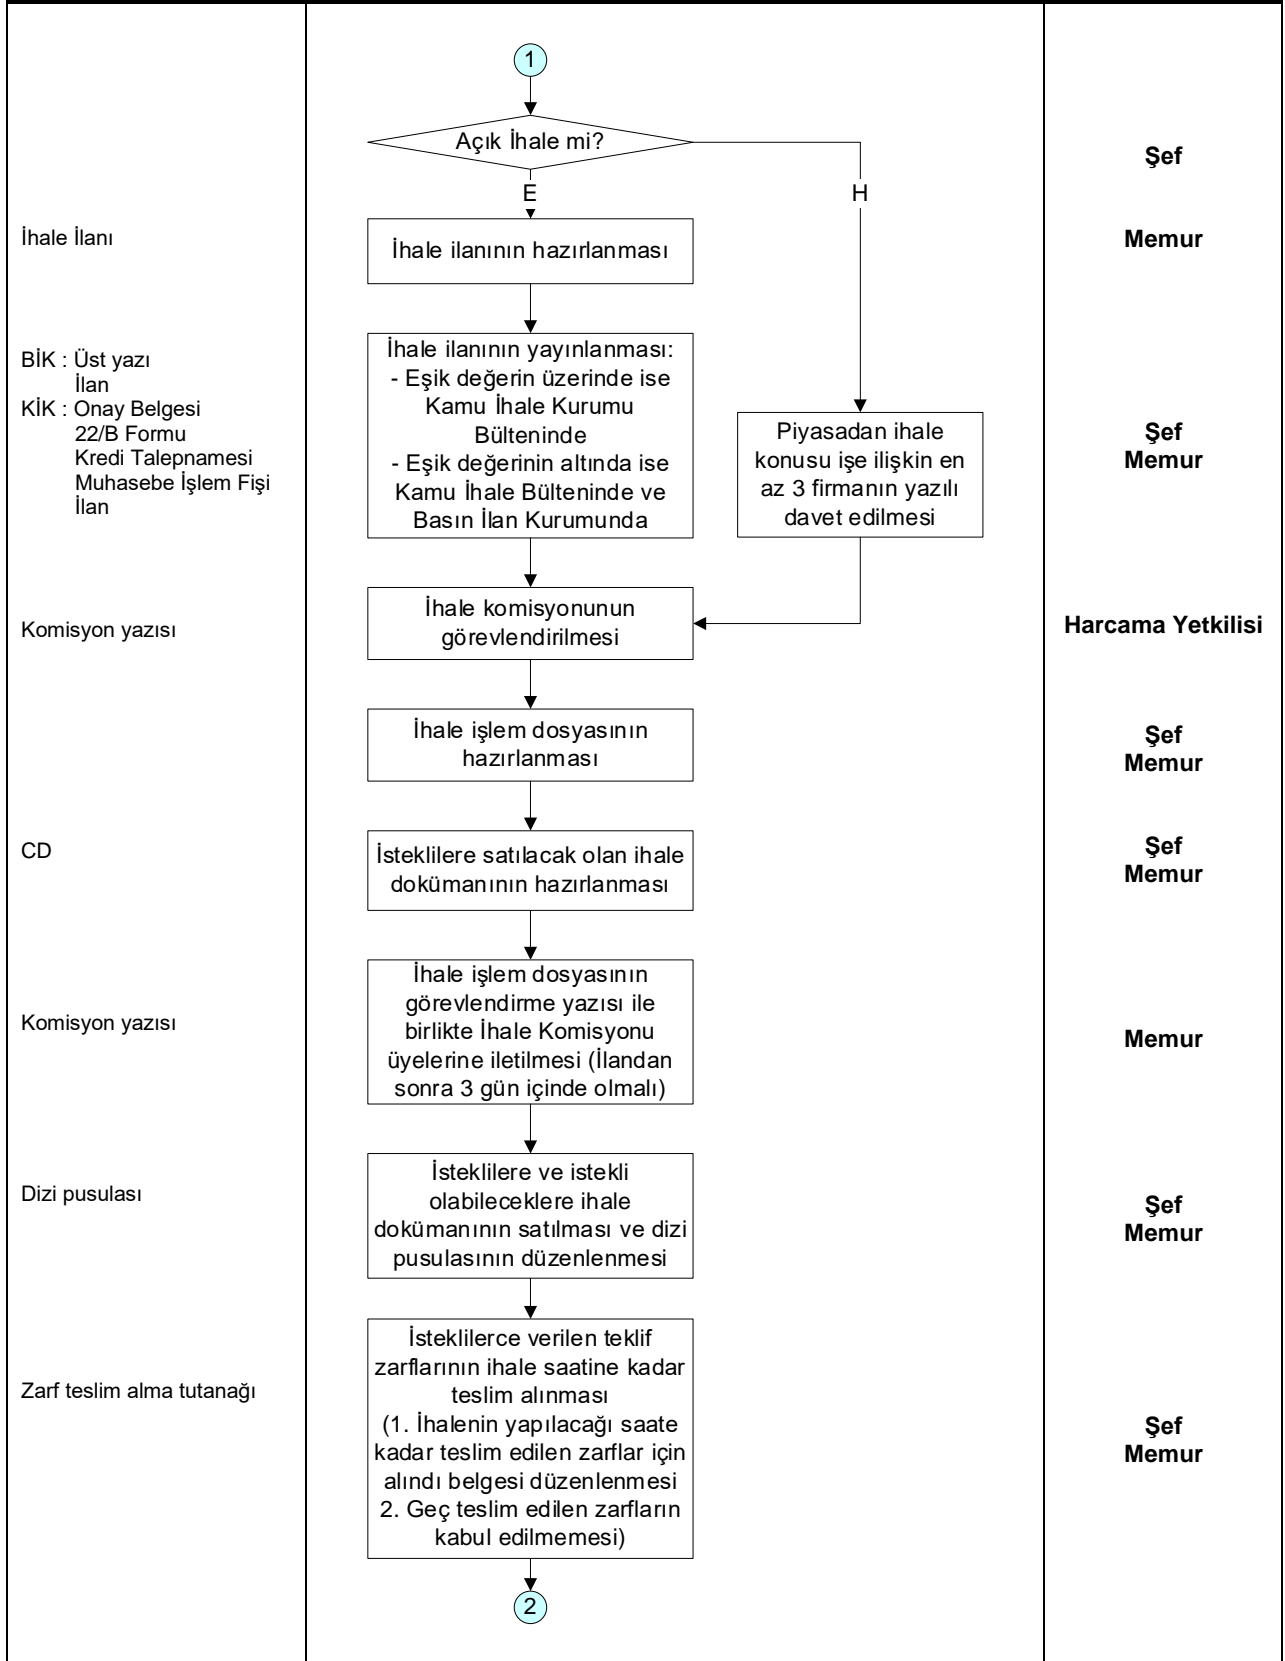 1
Açık İhale mi?
Şef
E
H
İhale İlanı
İhale ilanının hazırlanması
Memur
BİK : Üst yazı
İlan
KİK : Onay Belgesi
22/B Formu
Kredi Talepnamesi
Muhasebe İşlem Fişi
İlan
İhale ilanının yayınlanması:
- Eşik değerin üzerinde ise
Kamu İhale Kurumu
Bülteninde
- Eşik değerinin altında ise
Kamu İhale Bülteninde ve
Basın İlan Kurumunda
Piyasadan ihale
konusu işe ilişkin en
az 3 firmanın yazılı
davet edilmesi
Şef
Memur
Komisyon yazısı
İhale komisyonunun
görevlendirilmesi
Harcama Yetkilisi
İhale işlem dosyasının
hazırlanması
Şef
Memur
CD
İsteklilere satılacak olan ihale
dokümanının hazırlanması
Şef
Memur
Komisyon yazısı
İhale işlem dosyasının
görevlendirme yazısı ile
birlikte İhale Komisyonu
üyelerine iletilmesi (İlandan
sonra 3 gün içinde olmalı)
Memur
Dizi pusulası
İsteklilere ve istekli
olabileceklere ihale
dokümanının satılması ve dizi
pusulasının düzenlenmesi
Şef
Memur
Zarf teslim alma tutanağı
İsteklilerce verilen teklif
zarflarının ihale saatine kadar
teslim alınması
(1. İhalenin yapılacağı saate
kadar teslim edilen zarflar için
alındı belgesi düzenlenmesi
2. Geç teslim edilen zarfların
kabul edilmemesi)
Şef
Memur
2